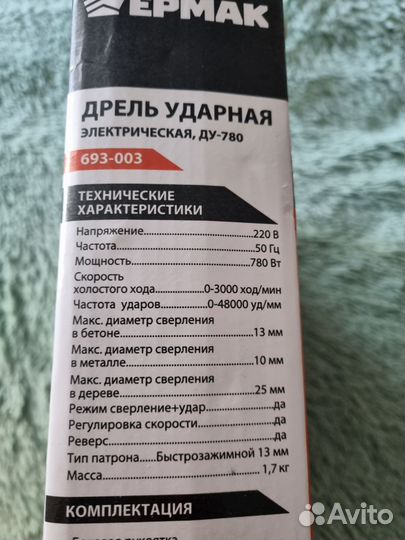 ЕРМАК
ДРЕЛЬ УДАРНАЯ
ЭЛЕКТРИЧЕСКАЯ, ДУ-780
693-003
ТЕХНИЧЕСКИЕ
ХАРАКТЕРИСТИКИ
Напряжение....................220 В
Частота....................50 Гц
Мощность....................780 Вт
Скорость
холостого хода..............0-3000 ход/мин
Частота ударов..........0-48000 уд/мм
Макс. диаметр сверления
в бетоне....................13 мм
Макс. диаметр сверления
в металле....................10 мм
Макс. диаметр сверления
в дереве....................25 мм
Режим сверление+удар....................да
Регулировка скорости....................да
Реверс....................да
Тип патрона.....Быстрозажимной 13 мм
Масса....................1,7 кг
КОМПЛЕКТАЦИЯ
Боковая рукоятка
Avito